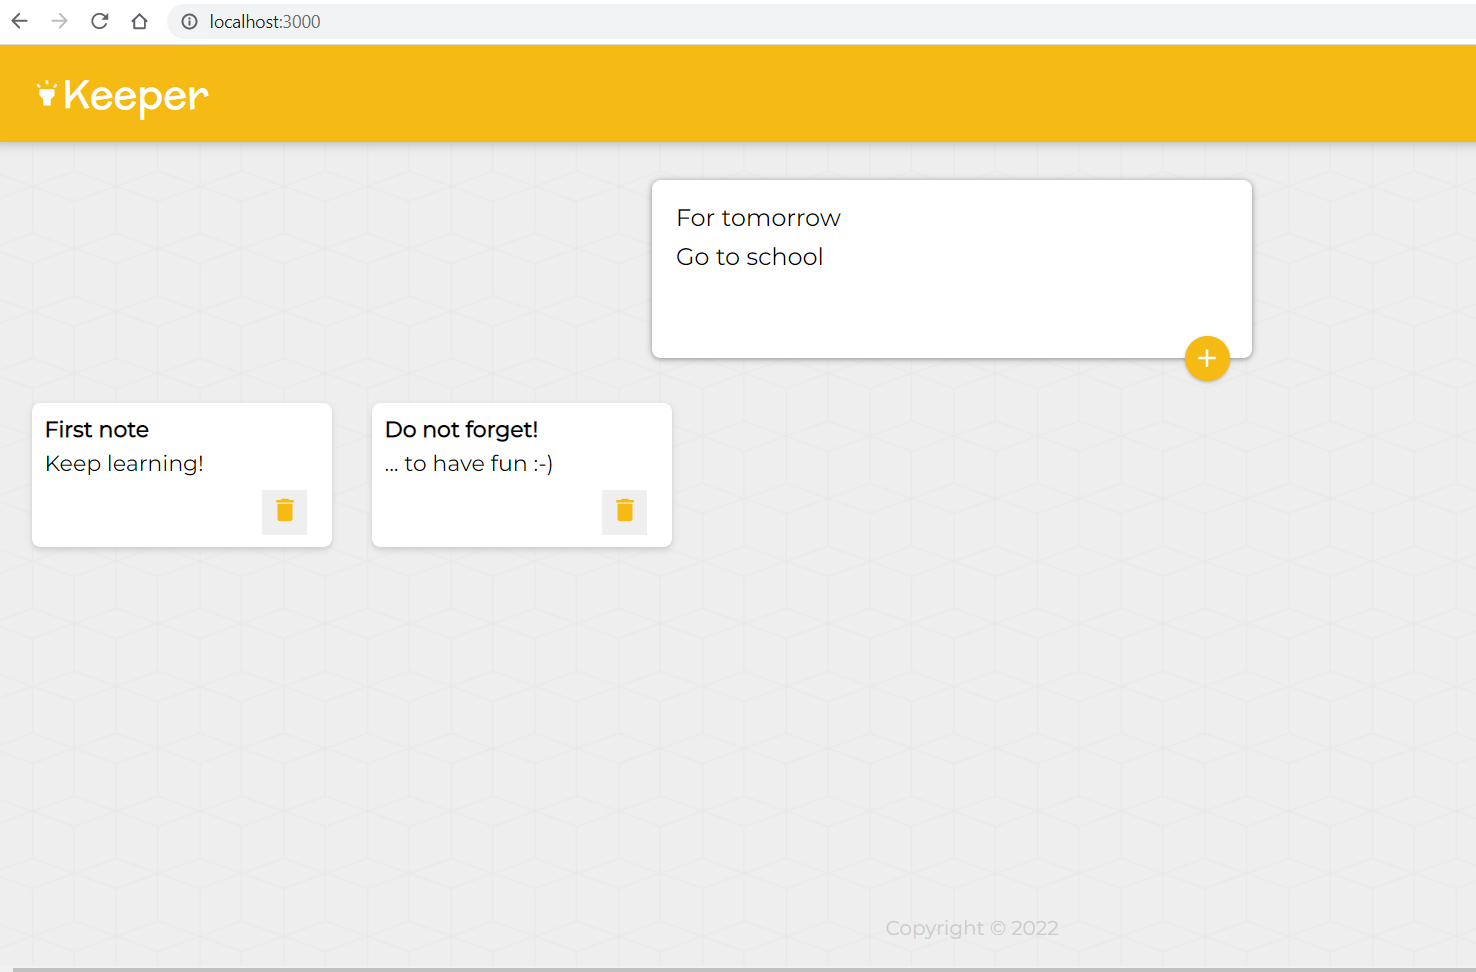 localhost:3000
Keeper
For tomorrow
Go to school
First note
Keep learning!
Do not forget!
... to have fun :-)
Copyright © 2022